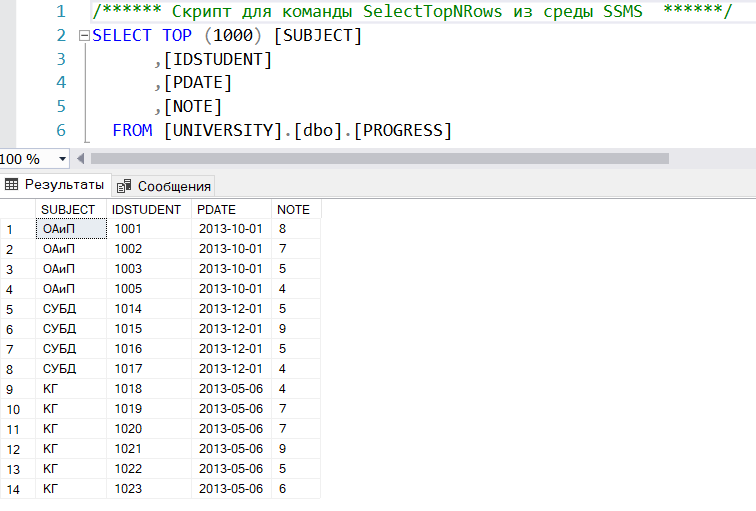 1 /****** Скрипт для команды SelectTopNRows из среды SSMS ******/
2 SELECT TOP (1000) [SUBJECT]
3 ,[IDSTUDENT]
4 ,[PDATE]
5 ,[NOTE]
6 FROM [UNIVERSITY].[dbo].[PROGRESS]
100 %
Результаты Сообщения
SUBJECT IDSTUDENT PDATE NOTE
1 ОАиП 1001 2013-10-01 8
2 ОАиП 1002 2013-10-01 7
3 ОАиП 1003 2013-10-01 5
4 ОАиП 1005 2013-10-01 4
5 СУБД 1014 2013-12-01 5
6 СУБД 1015 2013-12-01 9
7 СУБД 1016 2013-12-01 5
8 СУБД 1017 2013-12-01 4
9 КГ 1018 2013-05-06 4
10 КГ 1019 2013-05-06 7
11 КГ 1020 2013-05-06 7
12 КГ 1021 2013-05-06 9
13 КГ 1022 2013-05-06 5
14 КГ 1023 2013-05-06 6